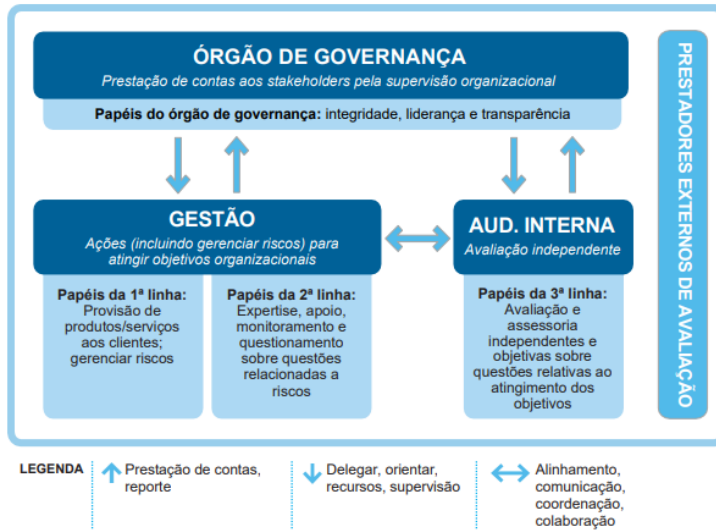 ÓRGÃO DE GOVERNANÇA
Prestação de contas aos stakeholders pela supervisão organizacional
Papéis do órgão de governança: integridade, liderança e transparência
GESTÃO
Ações (incluindo gerenciar riscos) para
atingir objetivos organizacionais
Papéis da 1ª linha:
Provisão de
produtos/serviços
aos clientes;
gerenciar riscos
Papéis da 2ª linha:
Expertise, apoio,
monitoramento e
questionamento
sobre questões
relacionadas a
riscos
AUD. INTERNA
Avaliação independente
Papéis da 3ª linha:
Avaliação e
assessoria
independentes e
objetivas sobre
questões relativas ao
atingimento dos
objetivos
PRESTADORES EXTERNOS DE AVALIAÇÃO
LEGENDA
Prestação de contas,
reporte
Delegar, orientar,
recursos, supervisão
Alinhamento,
comunicação,
coordenação,
colaboração